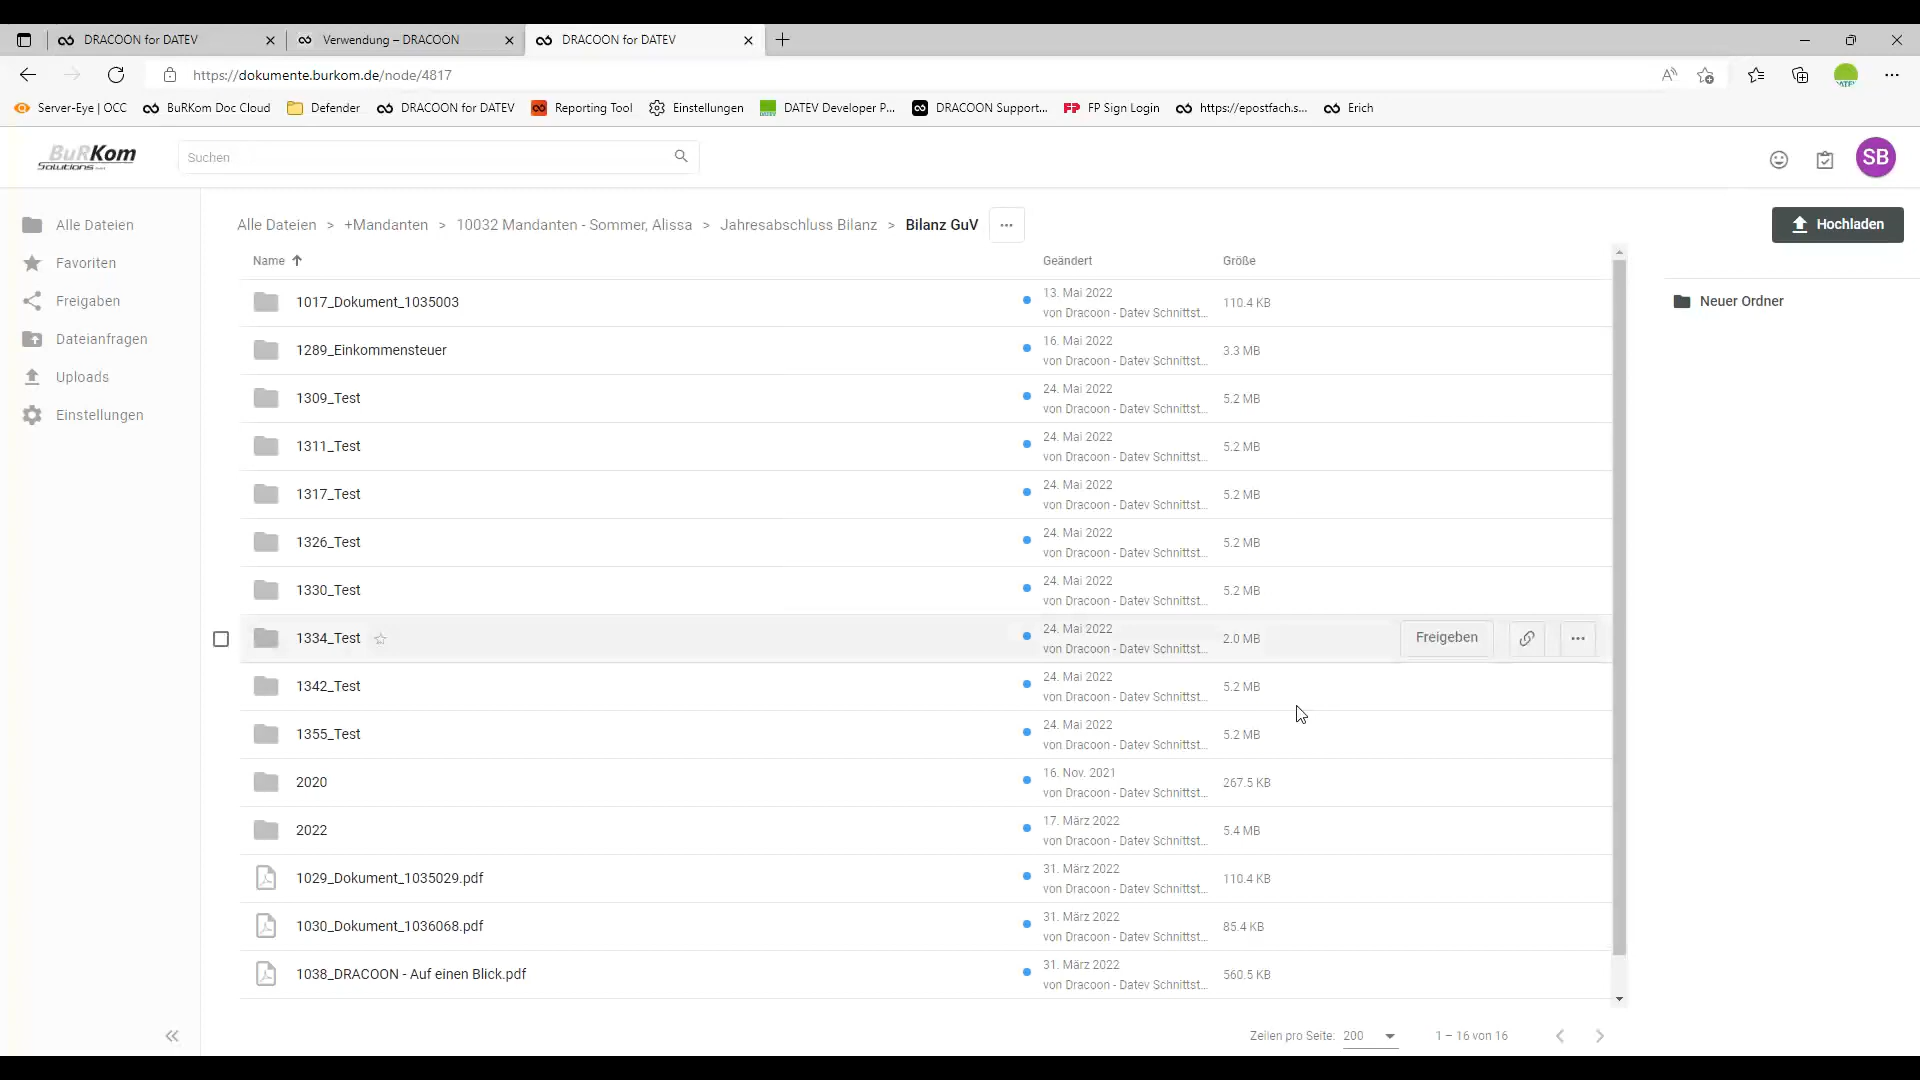 DRACOON for DATEV
Verwendung – DRACOON
DRACOON for DATEV
https://dokumente.burkom.de/node/4817
Server-Eye | OCC
BuRKom Doc Cloud
Defender
DRACOON for DATEV
Reporting Tool
Einstellungen
DATEV Developer P...
DRACOON Support...
FP FP Sign Login
https://epostfach.s...
Erich
BuRKom
Solutions
Suchen
SB
Alle Dateien
Favoriten
Freigaben
Dateianfragen
Uploads
Einstellungen
Alle Dateien > +Mandanten > 10032 Mandanten - Sommer, Alissa > Jahresabschluss Bilanz > Bilanz GuV
Hochladen
Neuer Ordner
Name Geändert Größe
1017_Dokument_1035003 13. Mai 2022 110.4 KB
von Dracoon - Datev Schnittst...
1289_Einkommensteuer 16. Mai 2022 3.3 MB
von Dracoon - Datev Schnittst...
1309_Test 24. Mai 2022 5.2 MB
von Dracoon - Datev Schnittst...
1311_Test 24. Mai 2022 5.2 MB
von Dracoon - Datev Schnittst...
1317_Test 24. Mai 2022 5.2 MB
von Dracoon - Datev Schnittst...
1326_Test 24. Mai 2022 5.2 MB
von Dracoon - Datev Schnittst...
1330_Test 24. Mai 2022 5.2 MB
von Dracoon - Datev Schnittst...
1334_Test 24. Mai 2022 2.0 MB Freigeben
von Dracoon - Datev Schnittst...
1342_Test 24. Mai 2022 5.2 MB
von Dracoon - Datev Schnittst...
1355_Test 24. Mai 2022 5.2 MB
von Dracoon - Datev Schnittst...
2020 16. Nov. 2021 267.5 KB
von Dracoon - Datev Schnittst...
2022 17. März 2022 5.4 MB
von Dracoon - Datev Schnittst...
1029_Dokument_1035029.pdf 31. März 2022 110.4 KB
von Dracoon - Datev Schnittst...
1030_Dokument_1036068.pdf 31. März 2022 85.4 KB
von Dracoon - Datev Schnittst...
1038_DRACOON - Auf einen Blick.pdf 31. März 2022 560.5 KB
von Dracoon - Datev Schnittst...
Zeilen pro Seite: 200 1 – 16 von 16